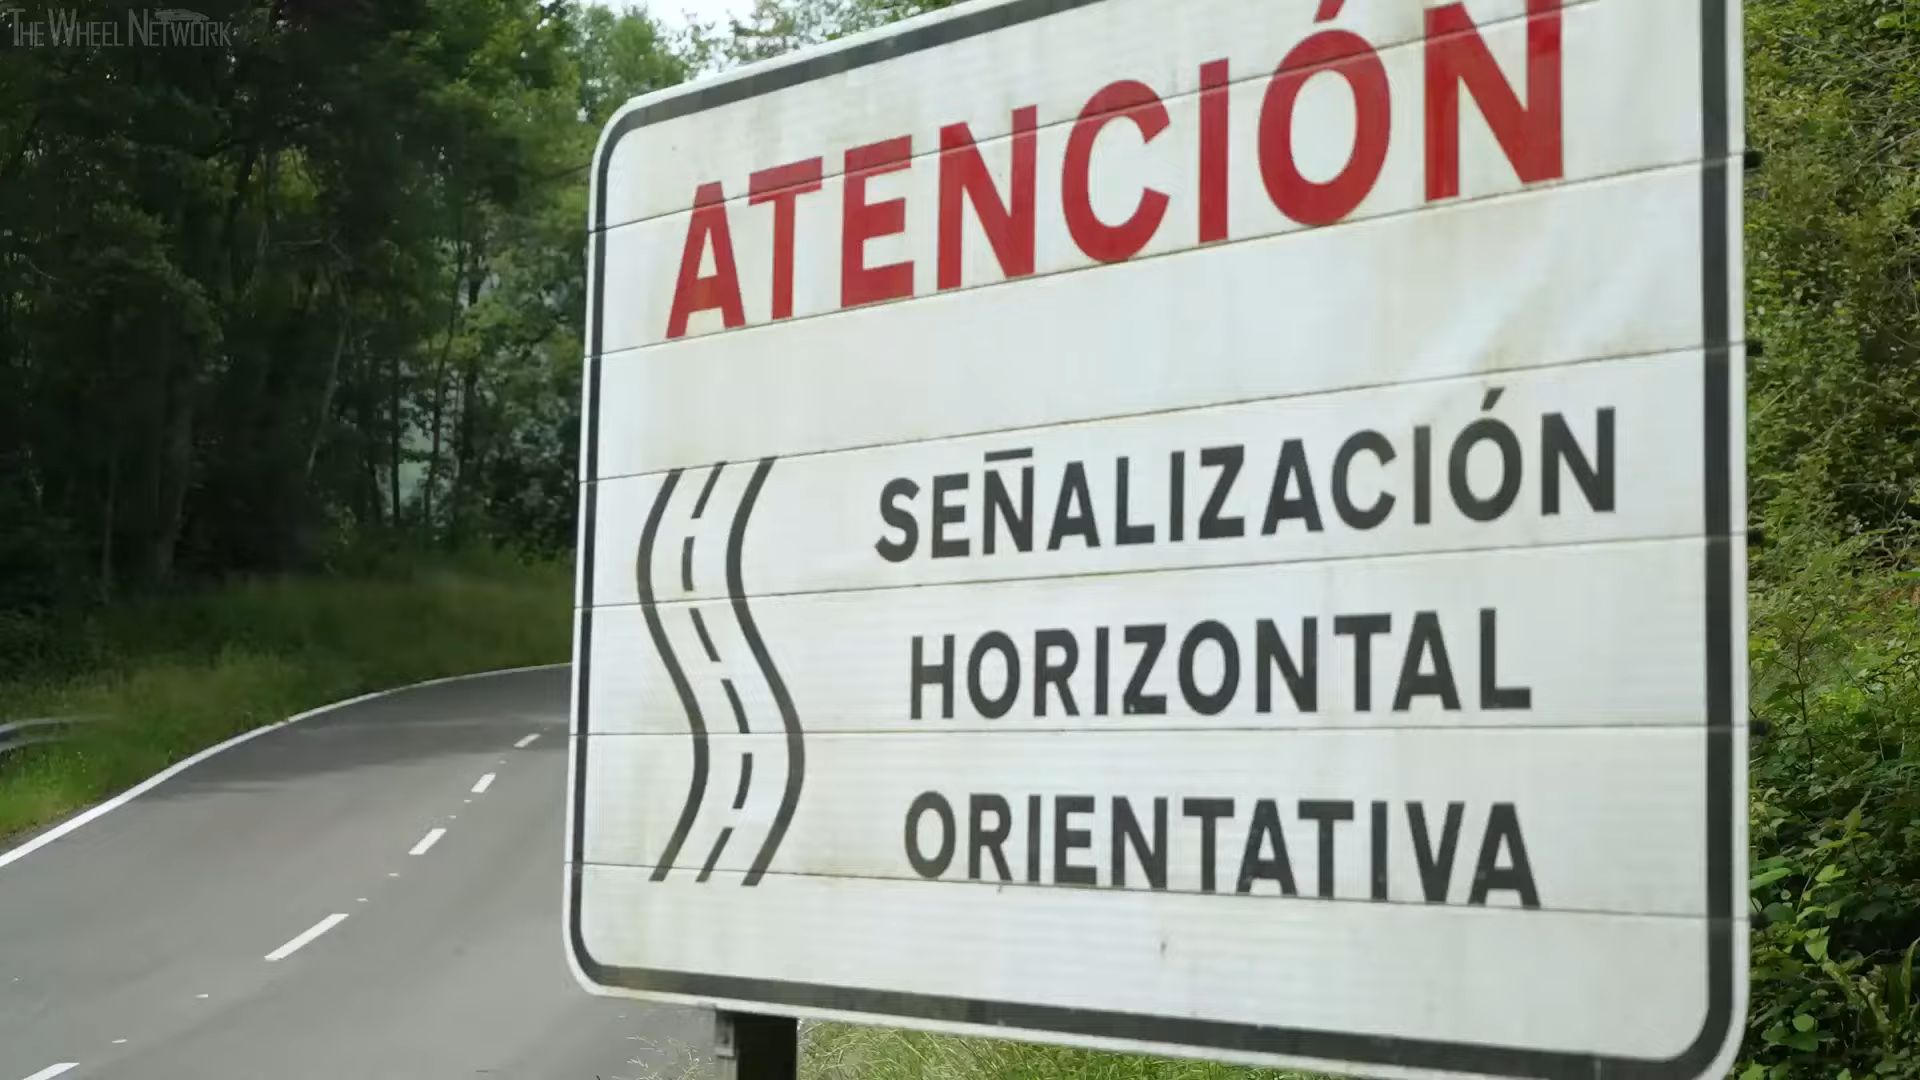 THE WHEEL NETWORK
ATENCIÓN
SEÑALIZACIÓN
HORIZONTAL
ORIENTATIVA